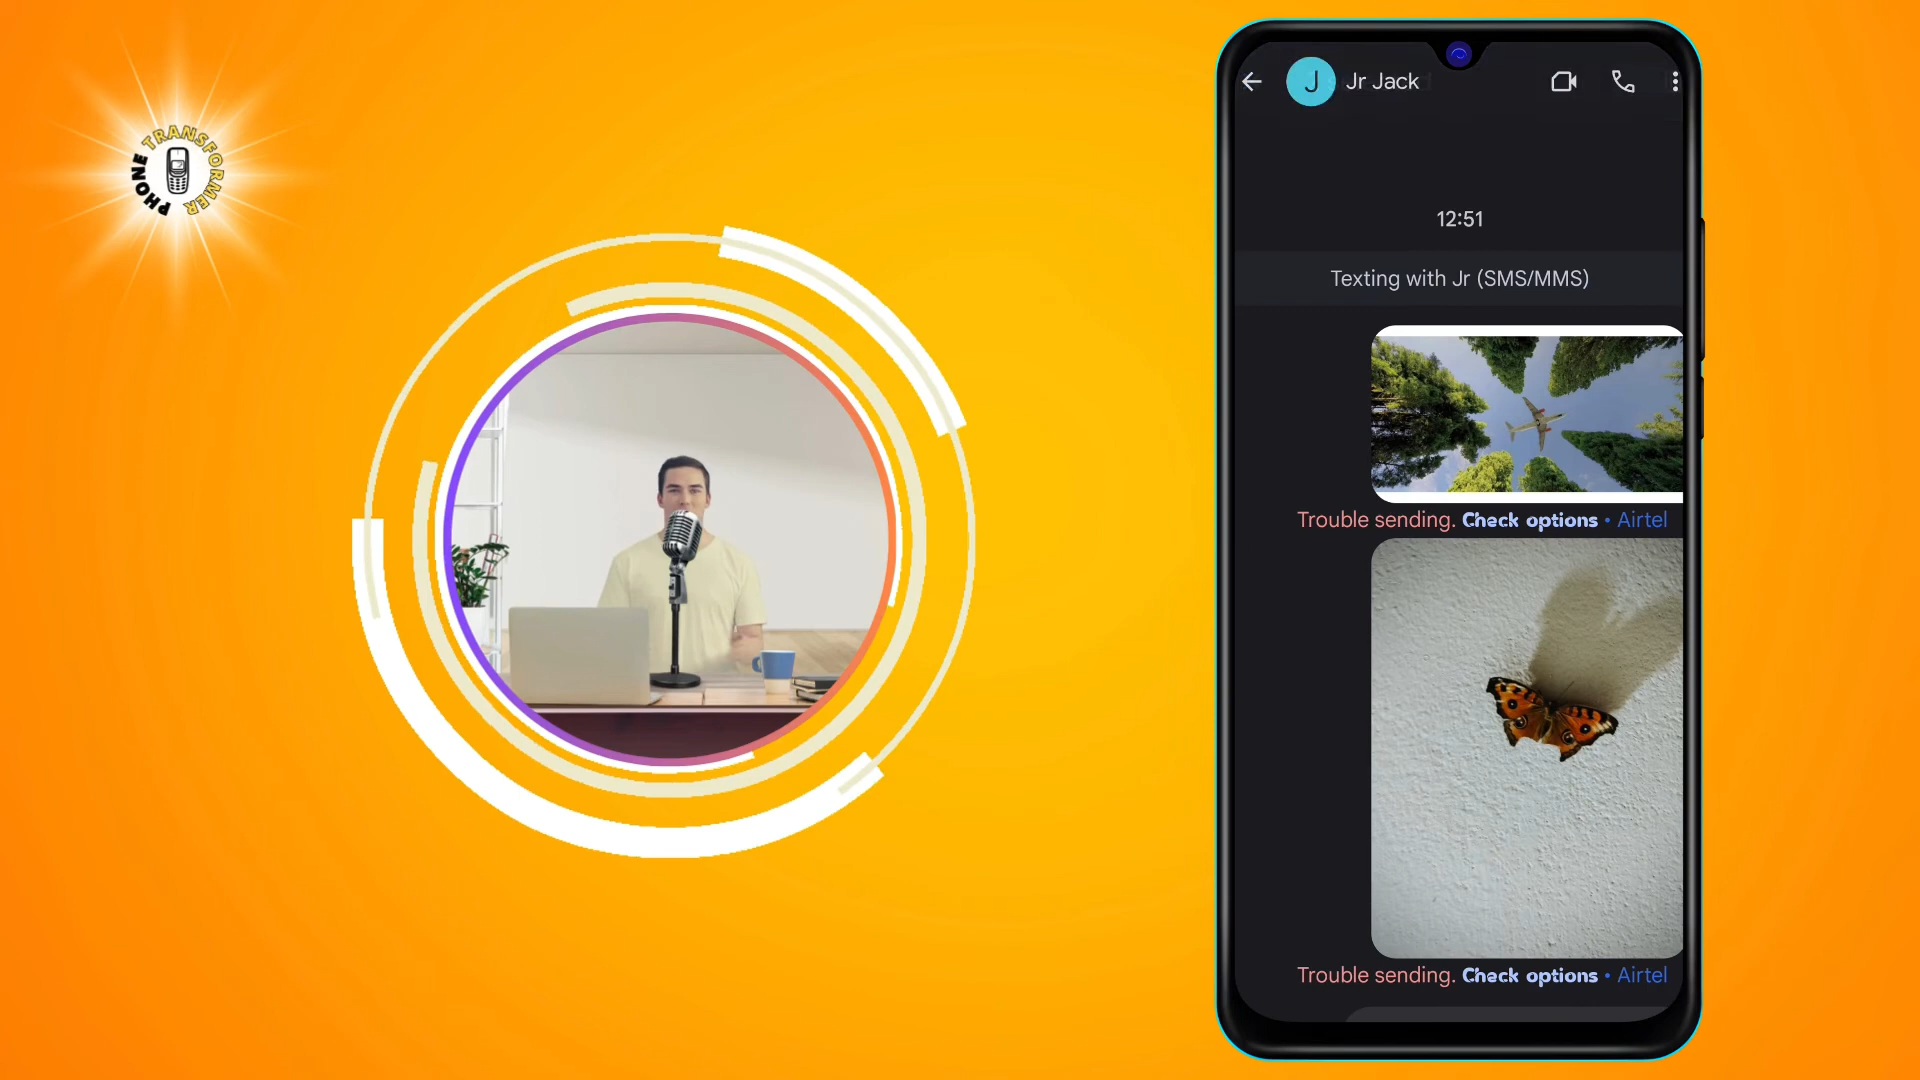 PHONE TRANSFORMER
J
Jr Jack
12:51
Texting with Jr (SMS/MMS)
Trouble sending. Check options • Airtel
Trouble sending. Check options • Airtel